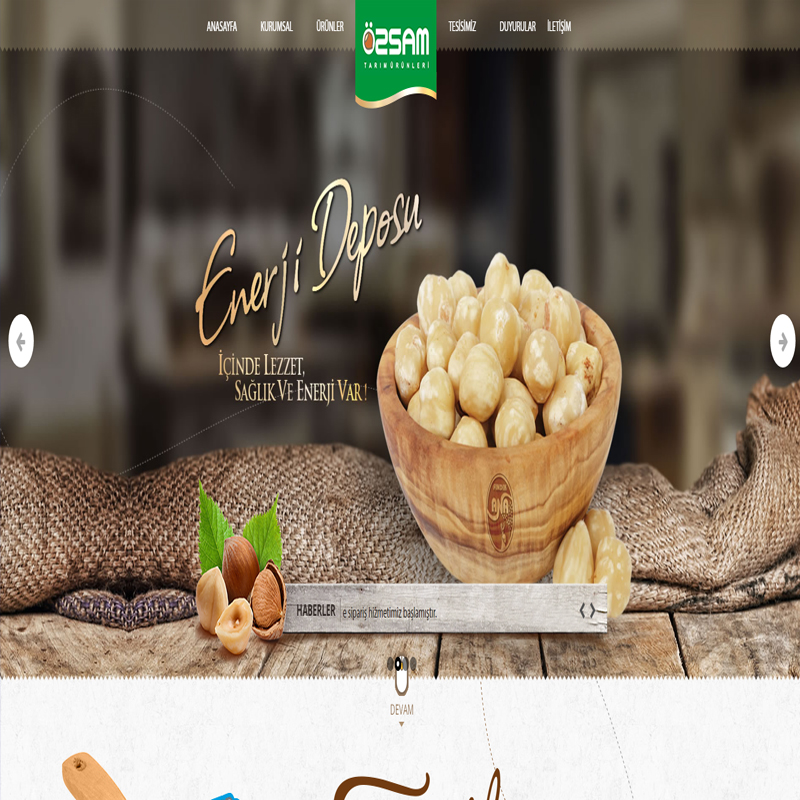 ANASAYFA KURUMSAL ÜRÜNLER TESİSİMİZ DUYURULAR İLETİŞİM
ÖZSAM
TARIM ÜRÜNLERİ
Enerji Deposu
İÇİNDE LEZZET,
SAĞLIK VE ENERJİ VAR!
HABERLER e sipariş hizmetimiz başlamıştır.
DEVAM